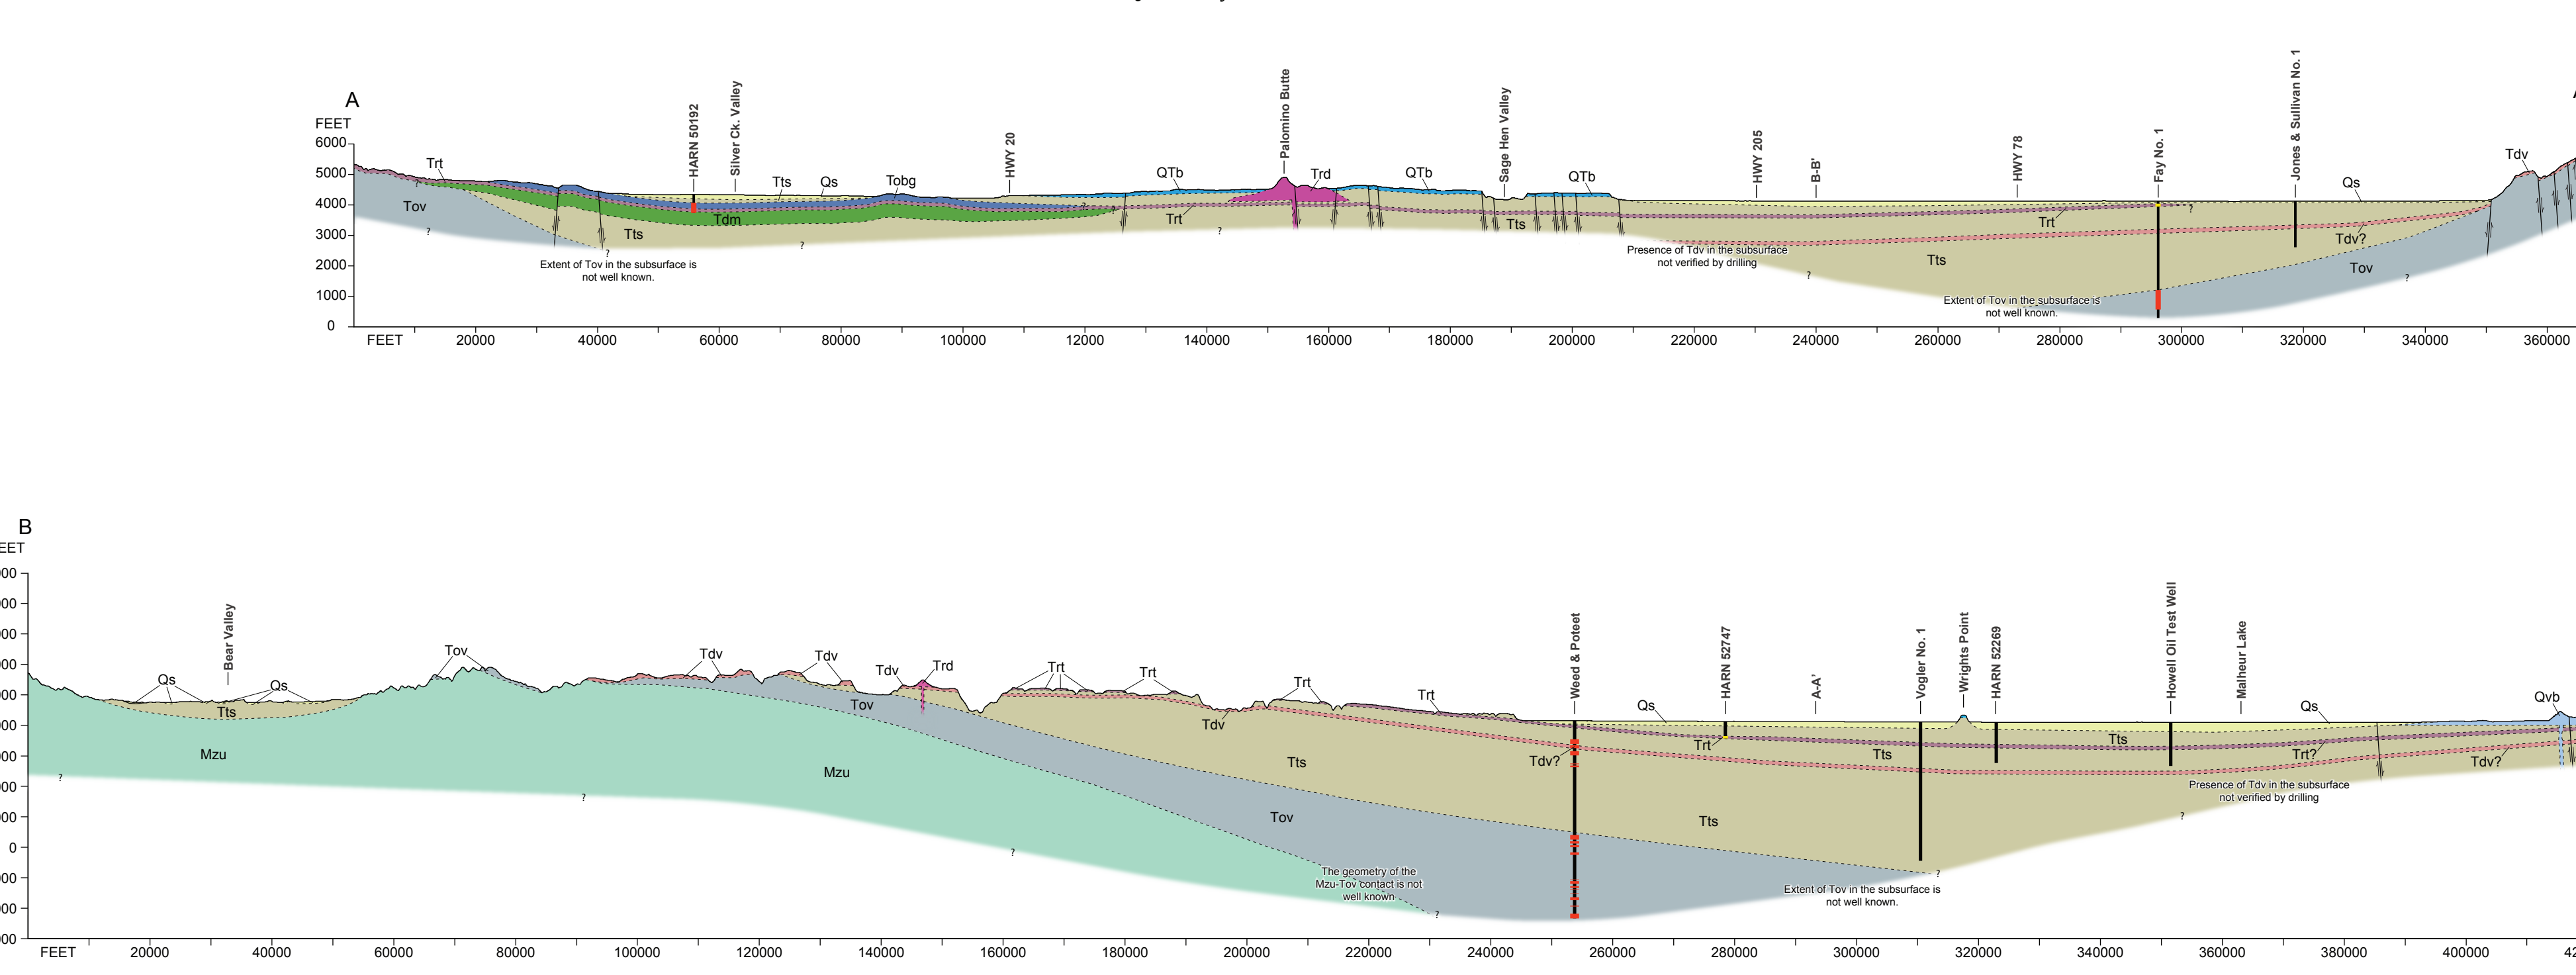 A
FEET
6000
5000
4000
3000
2000
1000
0
Trt
Tov
?
?
HARN 50192
Silver Ck. Valley
Tts
Qs
Tobg
Tdm
Tts
?
?
Extent of Tov in the subsurface is
not well known.
HWY 20
QTb
Trt
?
?
Palomino Butte
Trd
QTb
Sage Hen Valley
Tts
QTb
HWY 205
B-B'
HWY 78
Fay No. 1
Jones & Sullivan No. 1
Presence of Tdv in the subsurface
not verified by drilling
?
Tts
Trt
?
Qs
Tdv?
Tov
?
Extent of Tov in the subsurface is
not well known.
Tdv
FEET 20000 40000 60000 80000 100000 12000 140000 160000 180000 200000 220000 240000 260000 280000 300000 320000 340000 360000
B
EET
0
Qs
Bear Valley
Qs
Tts
Mzu
?
Tov
?
Tdv
Tdv
Tdv
Trd
Tov
Mzu
?
Trt
Trt
Trt
Tdv
Trt
Tts
Tov
The geometry of the
Mzu-Tov contact is not
well known
?
Weed & Poteet
Tdv?
Qs
HARN 52747
Trt
Tts
A-A'
Vogler No. 1
Tts
Wrights Point
HARN 52269
Extent of Tov in the subsurface is
not well known.
?
Howell Oil Test Well
Tts
Malheur Lake
Qs
Trt?
Presence of Tdv in the subsurface
not verified by drilling
?
Tdv?
Qvb
FEET 20000 40000 60000 80000 100000 120000 140000 160000 180000 200000 220000 240000 260000 280000 300000 320000 340000 360000 380000 400000